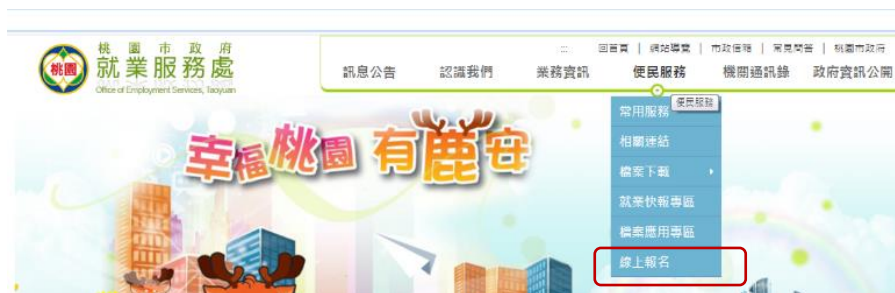 桃園市政府
就業服務處
Office of Employment Services, Taoyuan
桃園
::: 回首頁 | 網站導覽 | 市政信箱 | 常見問答 | 桃園市政府
訊息公告 認識我們 業務資訊 便民服務 機關通訊錄 政府資訊公開
便民服務
常用服務
相關連結
檔案下載
就業快報專區
檔案應用專區
線上報名
幸福桃園 有鹿安